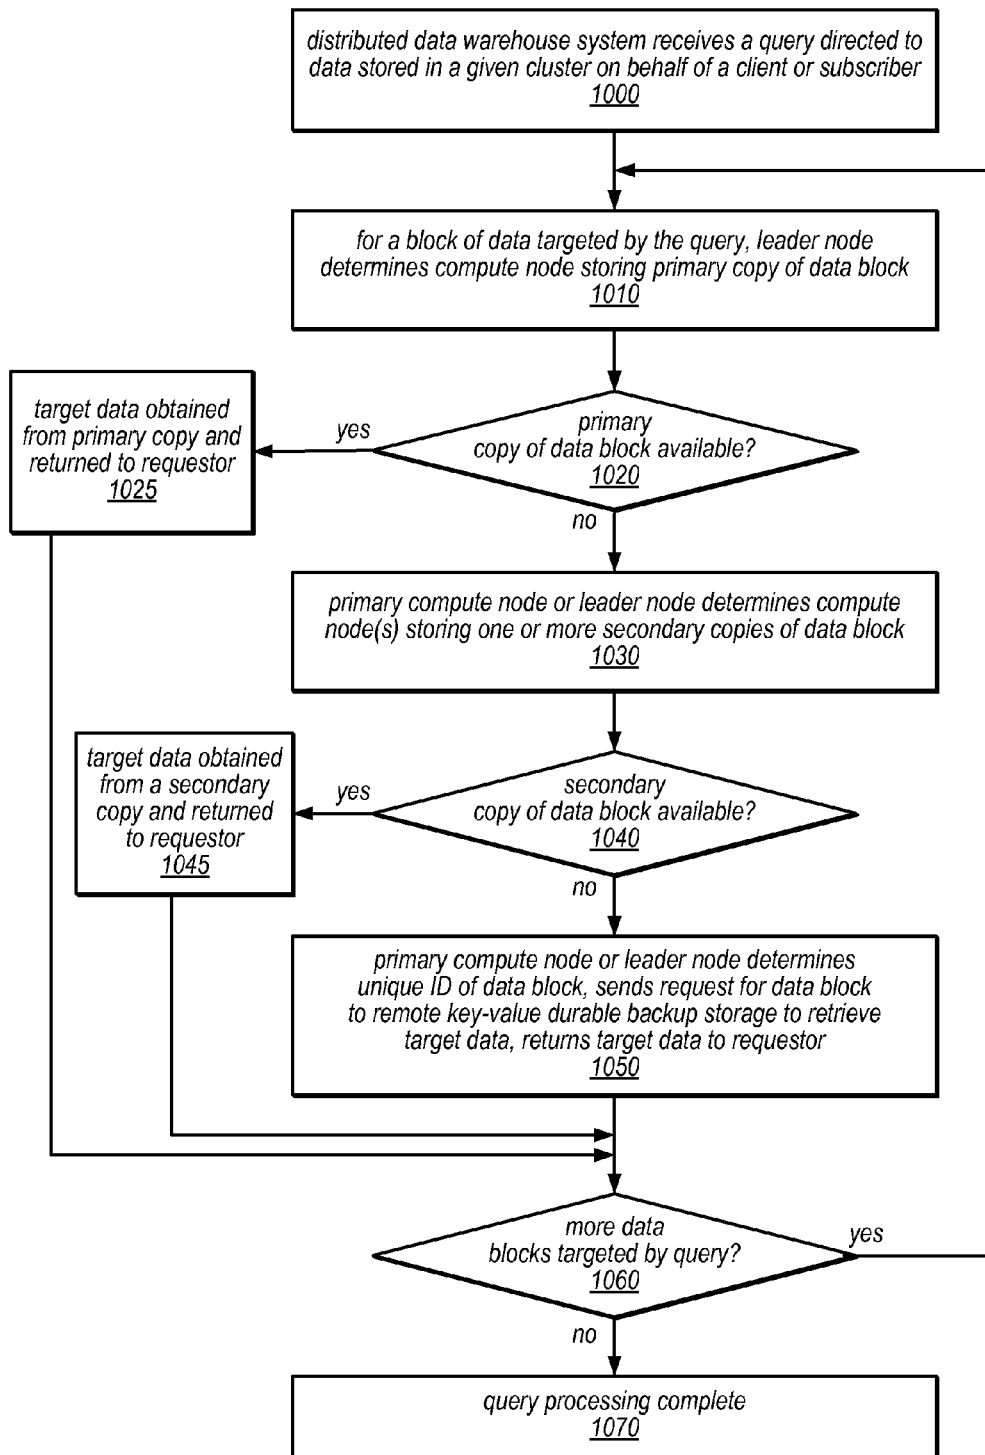 distributed data warehouse system receives a query directed to
data stored in a given cluster on behalf of a client or subscriber
1000
for a block of data targeted by the query, leader node
determines compute node storing primary copy of data block
1010
target data obtained
from primary copy and
returned to requestor
1025
yes
primary
copy of data block available?
1020
no
primary compute node or leader node determines compute
node(s) storing one or more secondary copies of data block
1030
target data obtained
from a secondary
copy and returned
to requestor
1045
yes
secondary
copy of data block available?
1040
no
primary compute node or leader node determines
unique ID of data block, sends request for data block
to remote key-value durable backup storage to retrieve
target data, returns target data to requestor
1050
more data
blocks targeted by query?
1060
yes
no
query processing complete
1070